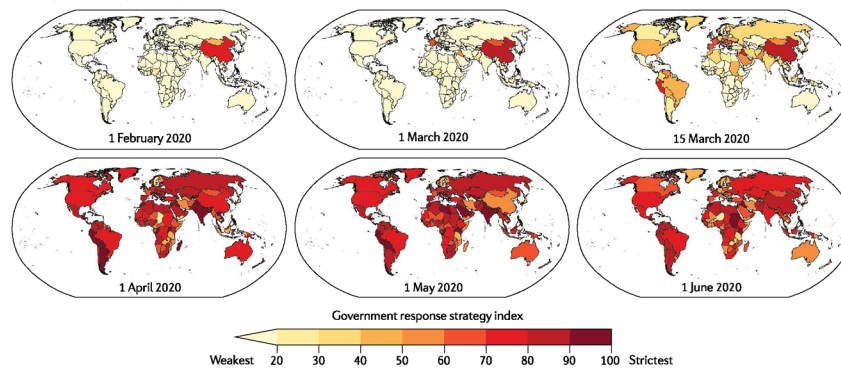 1 February 2020
1 March 2020
15 March 2020
1 April 2020
1 May 2020
1 June 2020
Government response strategy index
Weakest 20 30 40 50 60 70 80 90 100 Strictest